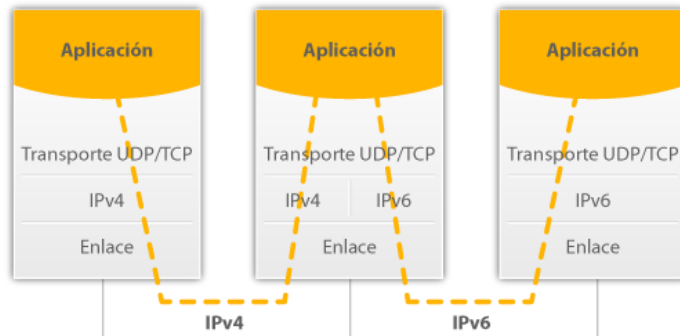 Aplicación
Transporte UDP/TCP
IPv4
Enlace
Aplicación
Transporte UDP/TCP
IPv4 IPv6
Enlace
Aplicación
Transporte UDP/TCP
IPv6
Enlace
IPv4
IPv6